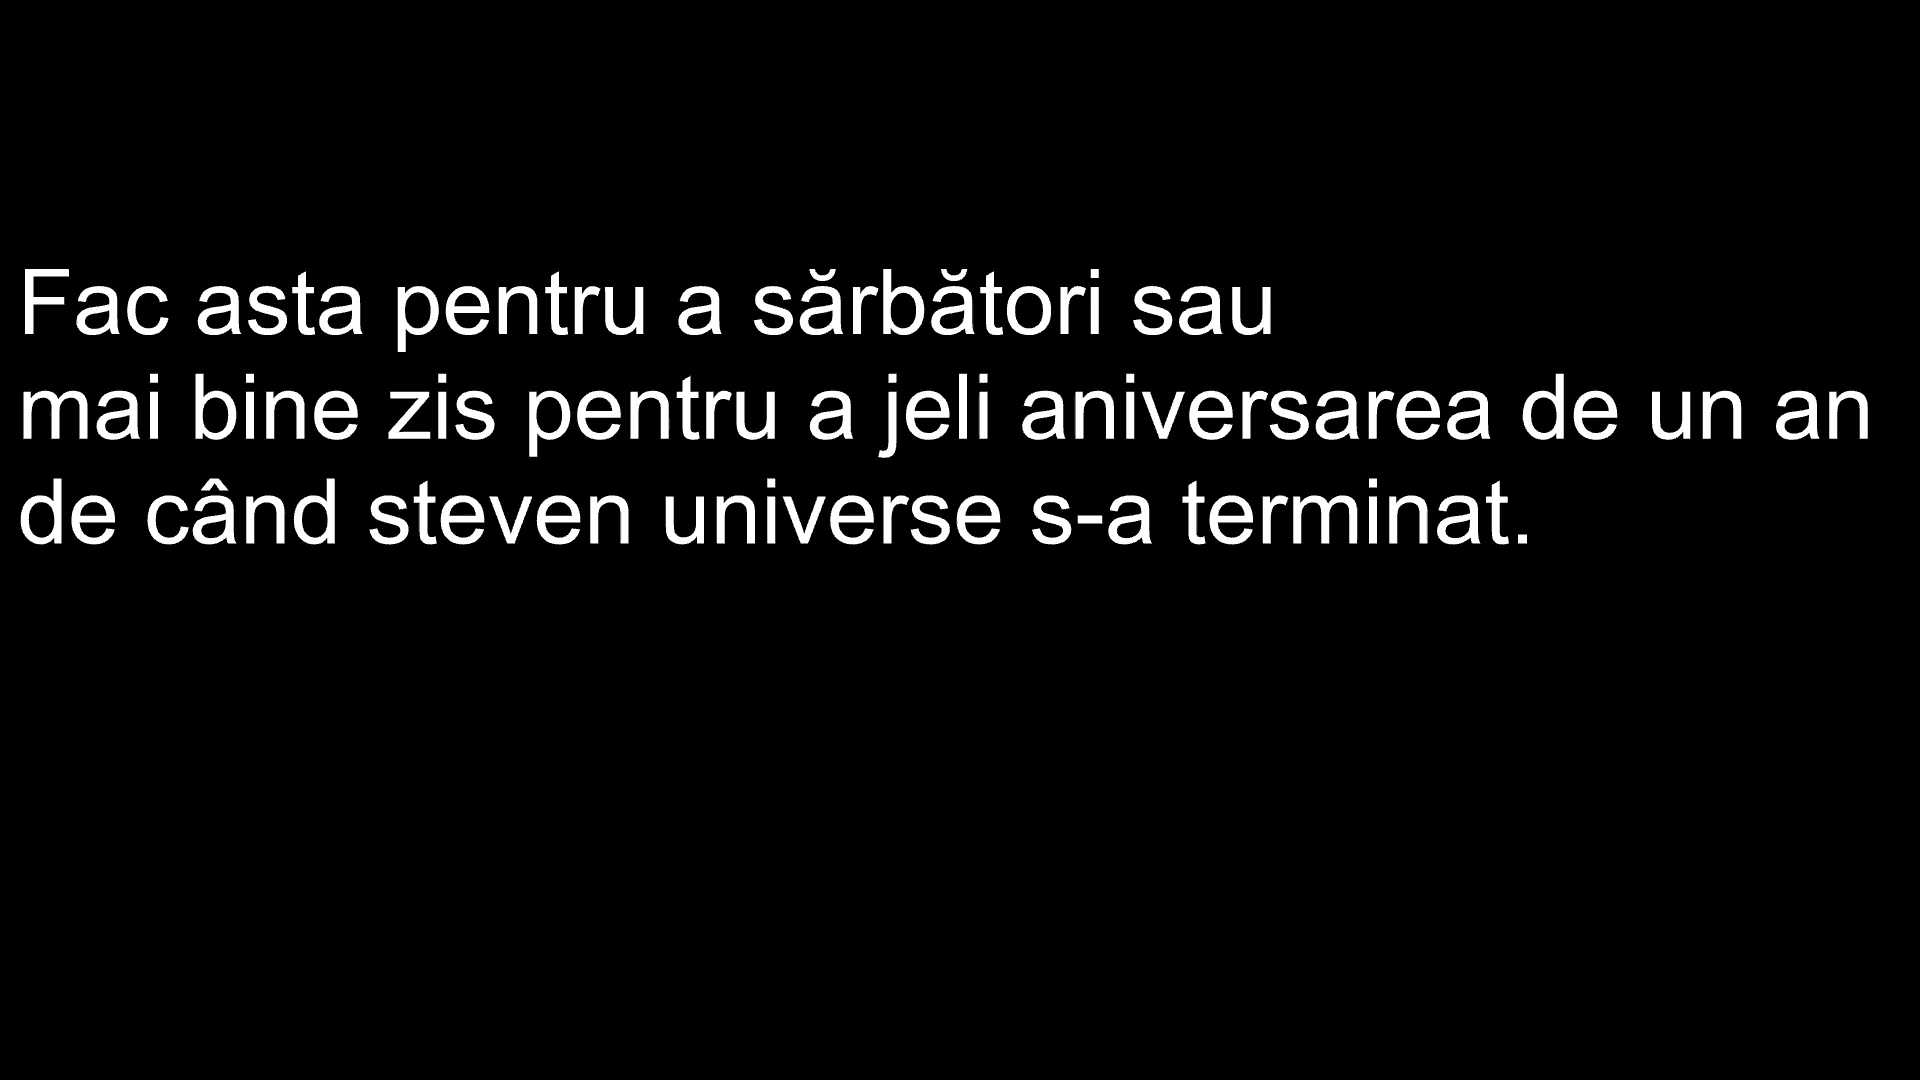 Fac asta pentru a sărbători sau
mai bine zis pentru a jeli aniversarea de un an
de când steven universe s-a terminat.